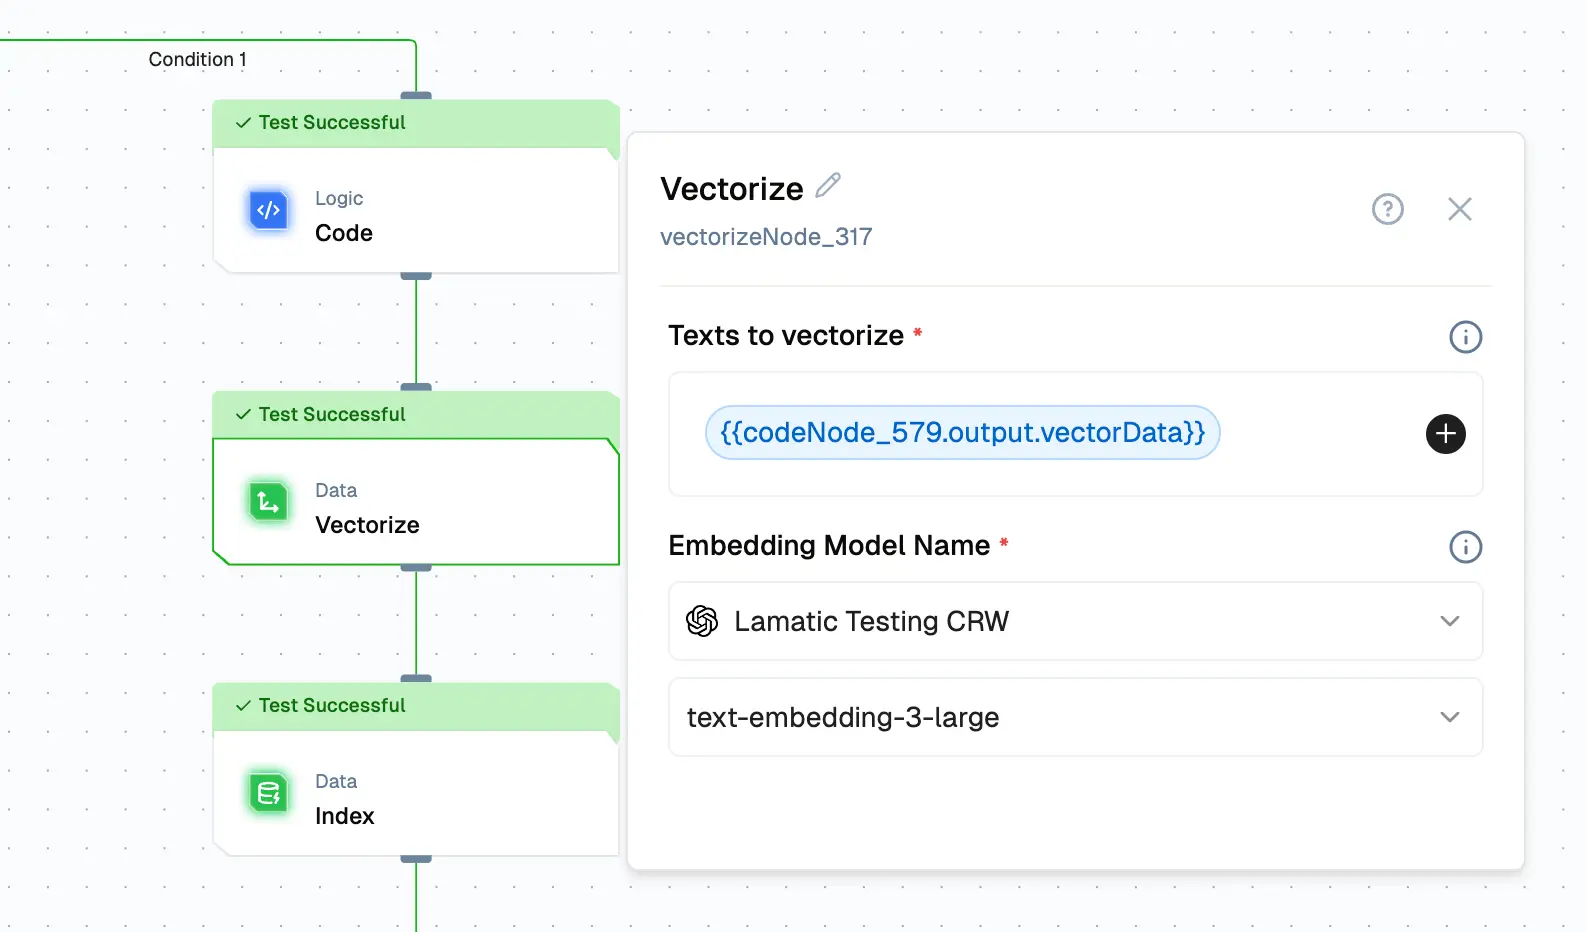 Condition 1
Test Successful
Logic
Code
Test Successful
Data
Vectorize
Test Successful
Data
Index
Vectorize
vectorizeNode_317
Texts to vectorize *
{{codeNode_579.output.vectorData}}
Embedding Model Name *
Lamatic Testing CRW
text-embedding-3-large